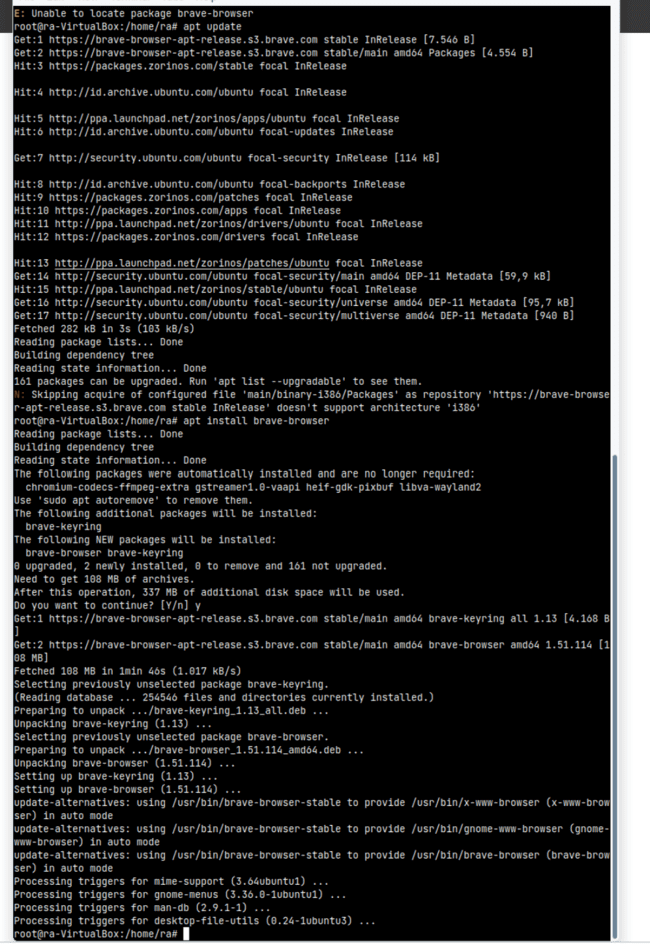 E: Unable to locate package brave-browser
root@ra-VirtualBox:/home/ra# apt update
Get:1 https://brave-browser-apt-release.s3.brave.com stable InRelease [7.546 B]
Get:2 https://brave-browser-apt-release.s3.brave.com stable/main amd64 Packages [4.554 B]
Hit:3 https://packages.zorinos.com/stable focal InRelease
Hit:4 http://id.archive.ubuntu.com/ubuntu focal InRelease
Hit:5 http://ppa.launchpad.net/zorinos/apps/ubuntu focal InRelease
Hit:6 http://id.archive.ubuntu.com/ubuntu focal-updates InRelease
Get:7 http://security.ubuntu.com/ubuntu focal-security InRelease [114 kB]
Hit:8 http://id.archive.ubuntu.com/ubuntu focal-backports InRelease
Hit:9 https://packages.zorinos.com/patches focal InRelease
Hit:10 https://packages.zorinos.com/apps focal InRelease
Hit:11 http://ppa.launchpad.net/zorinos/drivers/ubuntu focal InRelease
Hit:12 https://packages.zorinos.com/drivers focal InRelease
Hit:13 http://ppa.launchpad.net/zorinos/patches/ubuntu focal InRelease
Get:14 http://security.ubuntu.com/ubuntu focal-security/main amd64 DEP-11 Metadata [59,9 kB]
Hit:15 http://ppa.launchpad.net/zorinos/stable/ubuntu focal InRelease
Get:16 http://security.ubuntu.com/ubuntu focal-security/universe amd64 DEP-11 Metadata [95,7 kB]
Get:17 http://security.ubuntu.com/ubuntu focal-security/multiverse amd64 DEP-11 Metadata [940 B]
Fetched 282 kB in 3s (103 kB/s)
Reading package lists... Done
Building dependency tree
Reading state information... Done
161 packages can be upgraded. Run 'apt list --upgradable' to see them.
N: Skipping acquire of configured file 'main/binary-i386/Packages' as repository 'https://brave-browse
r-apt-release.s3.brave.com stable InRelease' doesn't support architecture 'i386'
root@ra-VirtualBox:/home/ra# apt install brave-browser
Reading package lists... Done
Building dependency tree
Reading state information... Done
The following packages were automatically installed and are no longer required:
chromium-codecs-ffmpeg-extra gstreamer1.0-vaapi heif-gdk-pixbuf libva-wayland2
Use 'sudo apt autoremove' to remove them.
The following additional packages will be installed:
brave-keyring
The following NEW packages will be installed:
brave-browser brave-keyring
0 upgraded, 2 newly installed, 0 to remove and 161 not upgraded.
Need to get 108 MB of archives.
After this operation, 337 MB of additional disk space will be used.
Do you want to continue? [Y/n] y
Get:1 https://brave-browser-apt-release.s3.brave.com stable/main amd64 brave-keyring all 1.13 [4.168 B
]
Get:2 https://brave-browser-apt-release.s3.brave.com stable/main amd64 brave-browser amd64 1.51.114 [1
08 MB]
Fetched 108 MB in 1min 46s (1.017 kB/s)
Selecting previously unselected package brave-keyring.
(Reading database ... 254546 files and directories currently installed.)
Preparing to unpack .../brave-keyring_1.13_all.deb ...
Unpacking brave-keyring (1.13) ...
Selecting previously unselected package brave-browser.
Preparing to unpack .../brave-browser_1.51.114_amd64.deb ...
Unpacking brave-browser (1.51.114) ...
Setting up brave-keyring (1.13) ...
Setting up brave-browser (1.51.114) ...
update-alternatives: using /usr/bin/brave-browser-stable to provide /usr/bin/x-www-browser (x-www-brow
ser) in auto mode
update-alternatives: using /usr/bin/brave-browser-stable to provide /usr/bin/gnome-www-browser (gnome-
www-browser) in auto mode
update-alternatives: using /usr/bin/brave-browser-stable to provide /usr/bin/brave-browser (brave-brow
ser) in auto mode
Processing triggers for mime-support (3.64ubuntu1) ...
Processing triggers for gnome-menus (3.36.0-1ubuntu1) ...
Processing triggers for man-db (2.9.1-1) ...
Processing triggers for desktop-file-utils (0.24-1ubuntu3) ...
root@ra-VirtualBox:/home/ra#